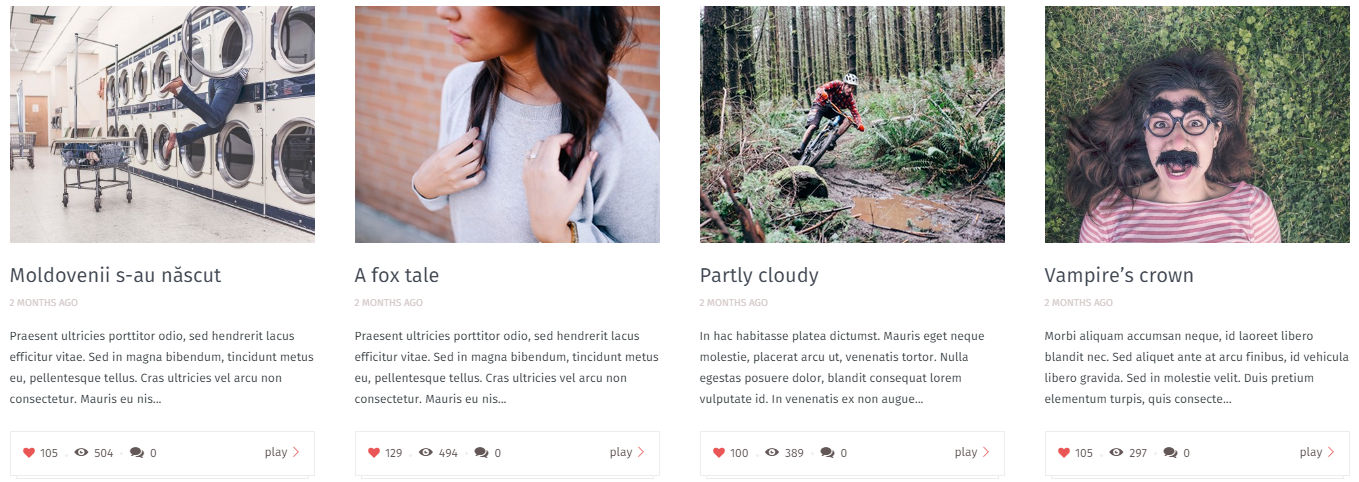 Moldovenii s-au născut
2 MONTHS AGO
Praesent ultricies porttitor odio, sed hendrerit lacus
efficitur vitae. Sed in magna bibendum, tincidunt metus
eu, pellentesque tellus. Cras ultricies vel arcu non
consectetur. Mauris eu nis...
105 504 0 play
A fox tale
2 MONTHS AGO
Praesent ultricies porttitor odio, sed hendrerit lacus
efficitur vitae. Sed in magna bibendum, tincidunt metus
eu, pellentesque tellus. Cras ultricies vel arcu non
consectetur. Mauris eu nis...
129 494 0 play
Partly cloudy
2 MONTHS AGO
In hac habitasse platea dictumst. Mauris eget neque
molestie, placerat arcu ut, venenatis tortor. Nulla
egestas posuere dolor, blandit consequat lorem
vulputate id. In venenatis ex non augue...
100 389 0 play
Vampire’s crown
2 MONTHS AGO
Morbi aliquam accumsan neque, id laoreet libero
blandit nec. Sed aliquet ante at arcu finibus, id vehicula
libero gravida. Sed in molestie velit. Duis pretium
elementum turpis, quis consecte...
105 297 0 play